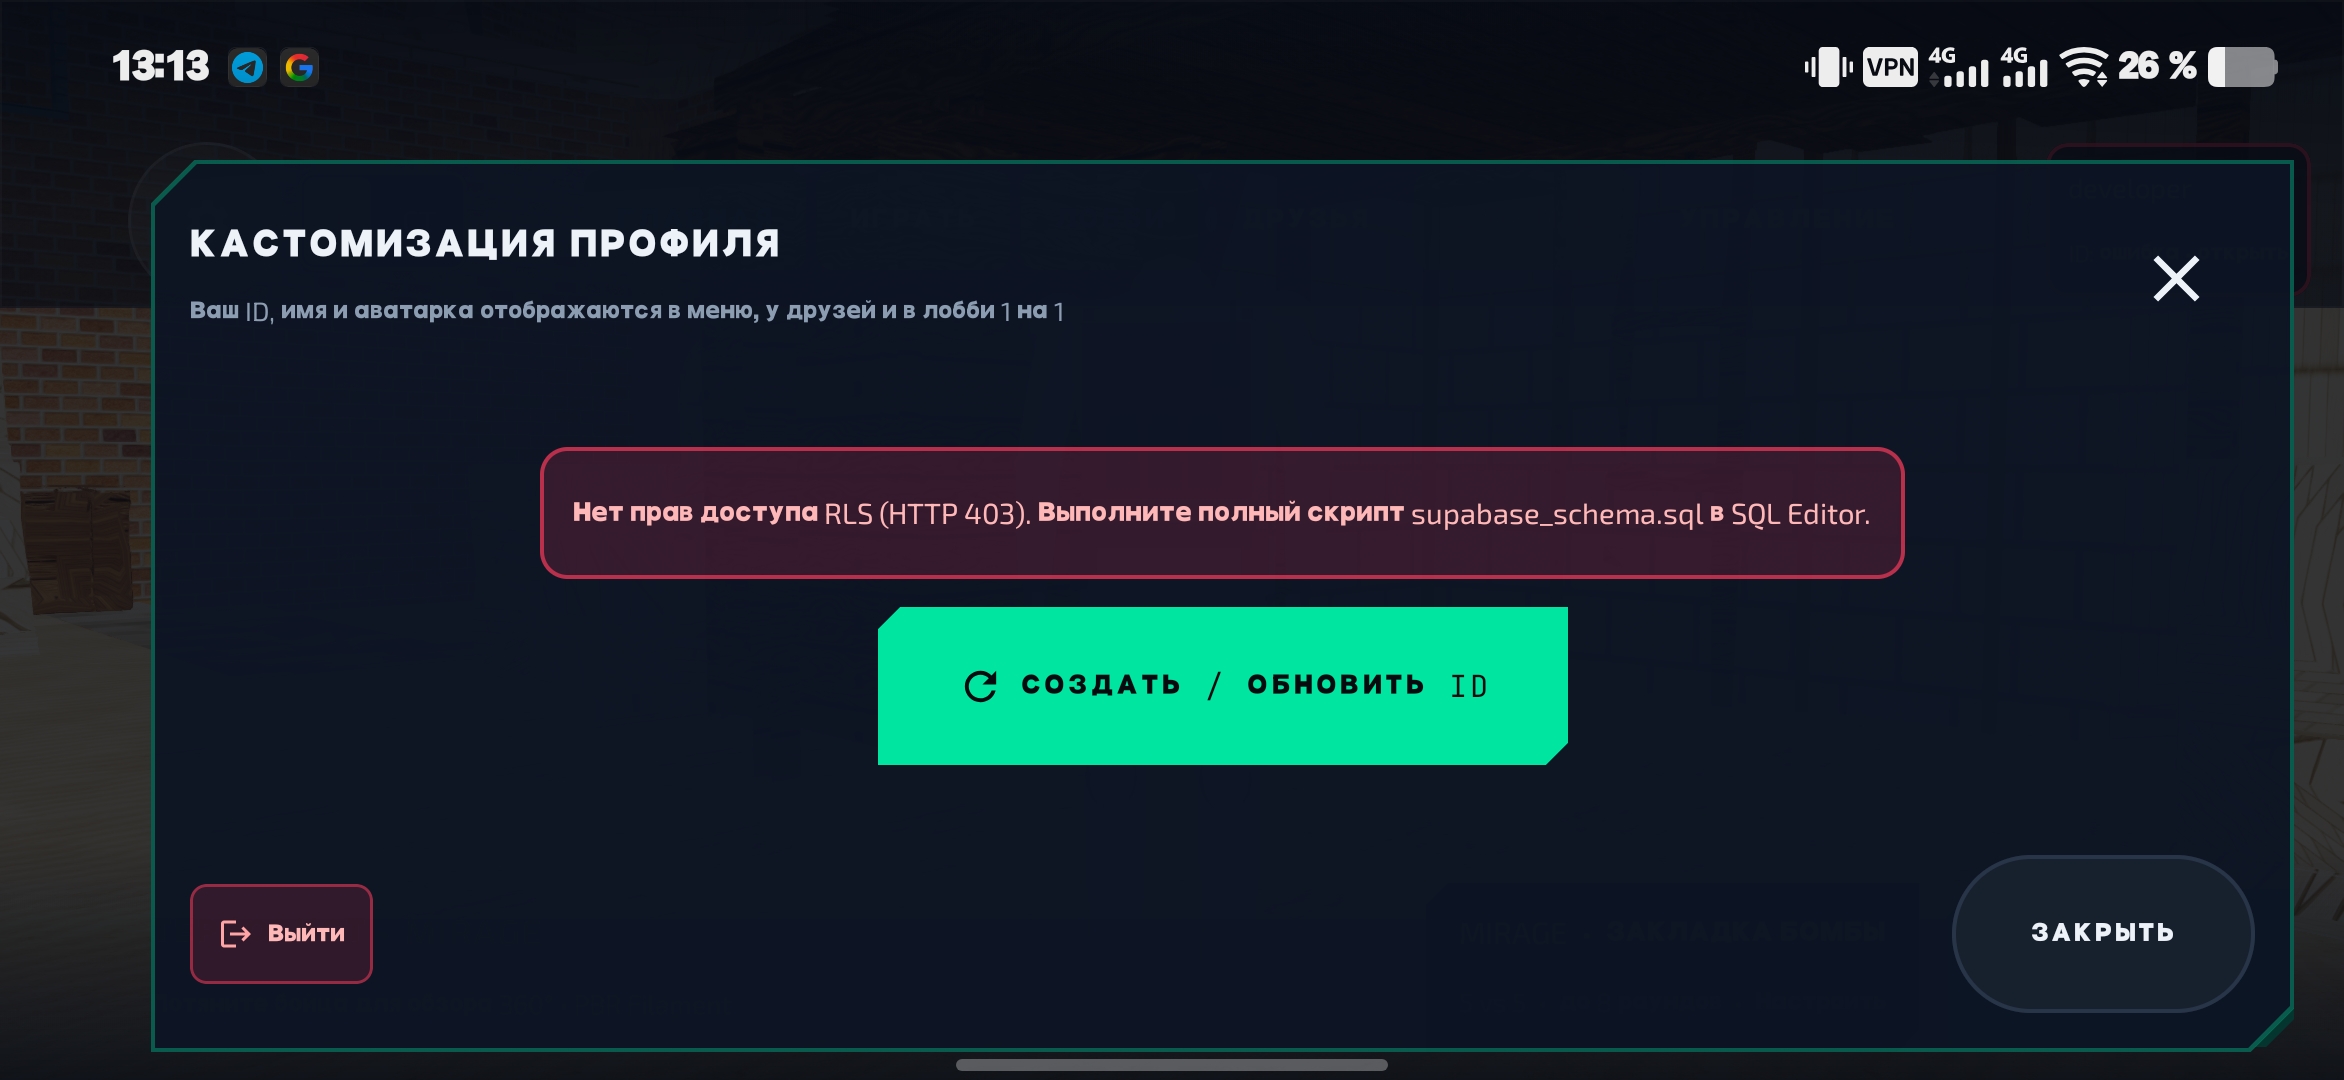 13:13
VPN 4G 4G 26 %
КАСТОМИЗАЦИЯ ПРОФИЛЯ
Ваш ID, имя и аватарка отображаются в меню, у друзей и в лобби 1 на 1
Нет прав доступа RLS (HTTP 403). Выполните полный скрипт supabase_schema.sql в SQL Editor.
СОЗДАТЬ / ОБНОВИТЬ ID
Выйти
ЗАКРЫТЬ